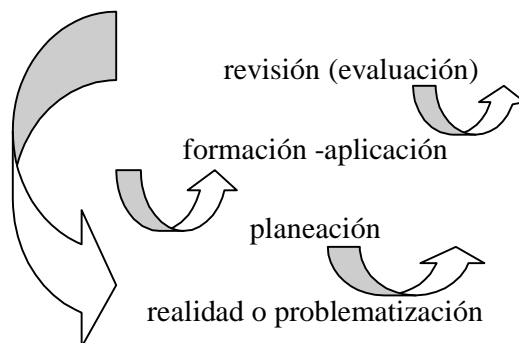 revisión (evaluación)
formación -aplicación
planeación
realidad o problematización